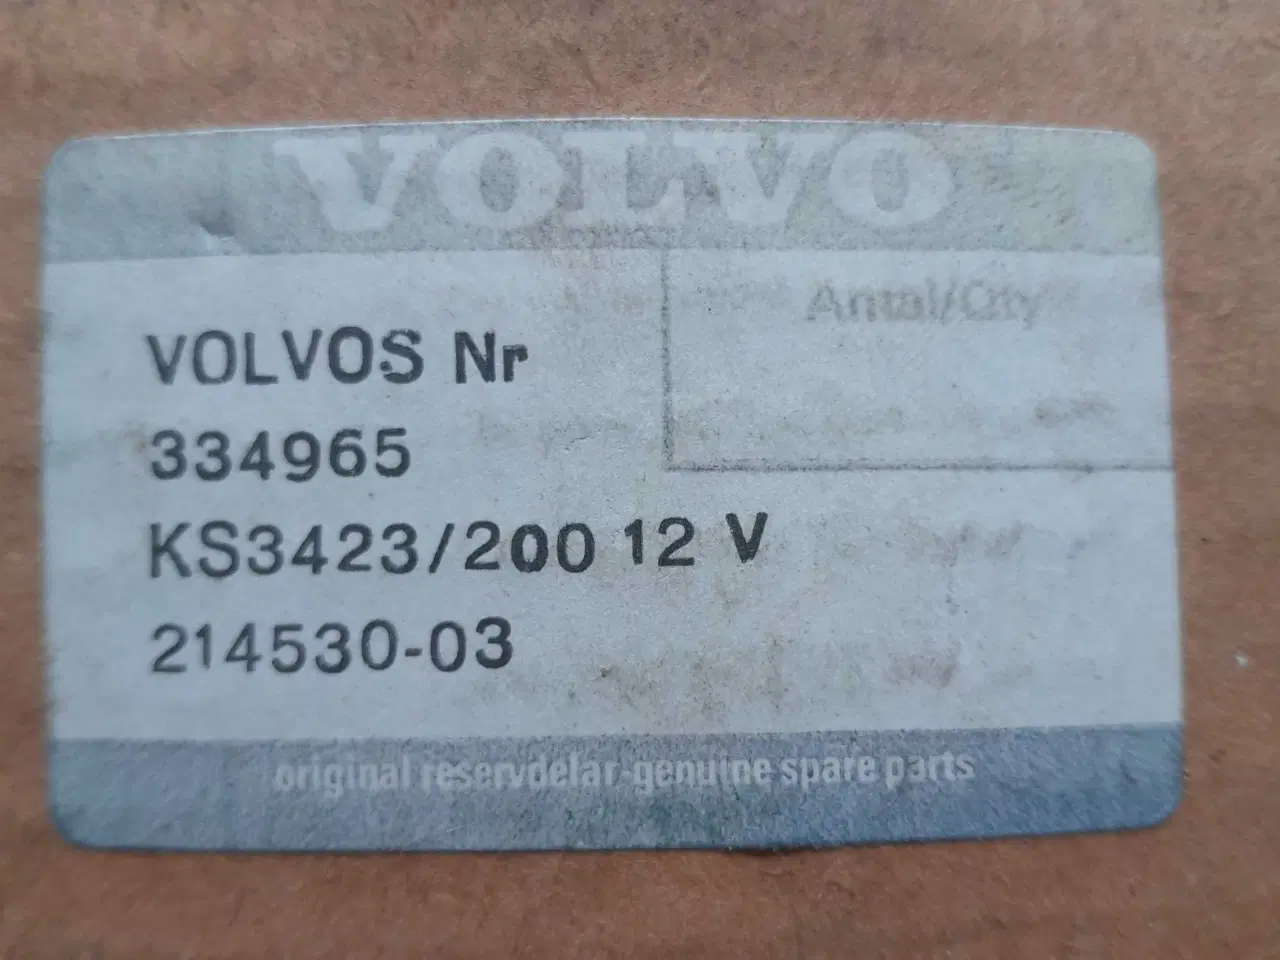 VOLVO
Antal/Qty
VOLVOS Nr
334965
KS3423/200 12 V
214530-03
original reservdelar-genuine spare parts